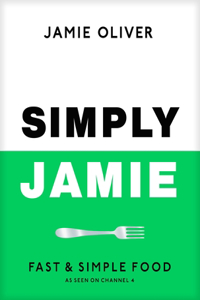 JAMIE OLIVER
SIMPLY
JAMIE
FAST & SIMPLE FOOD
AS SEEN ON CHANNEL 4